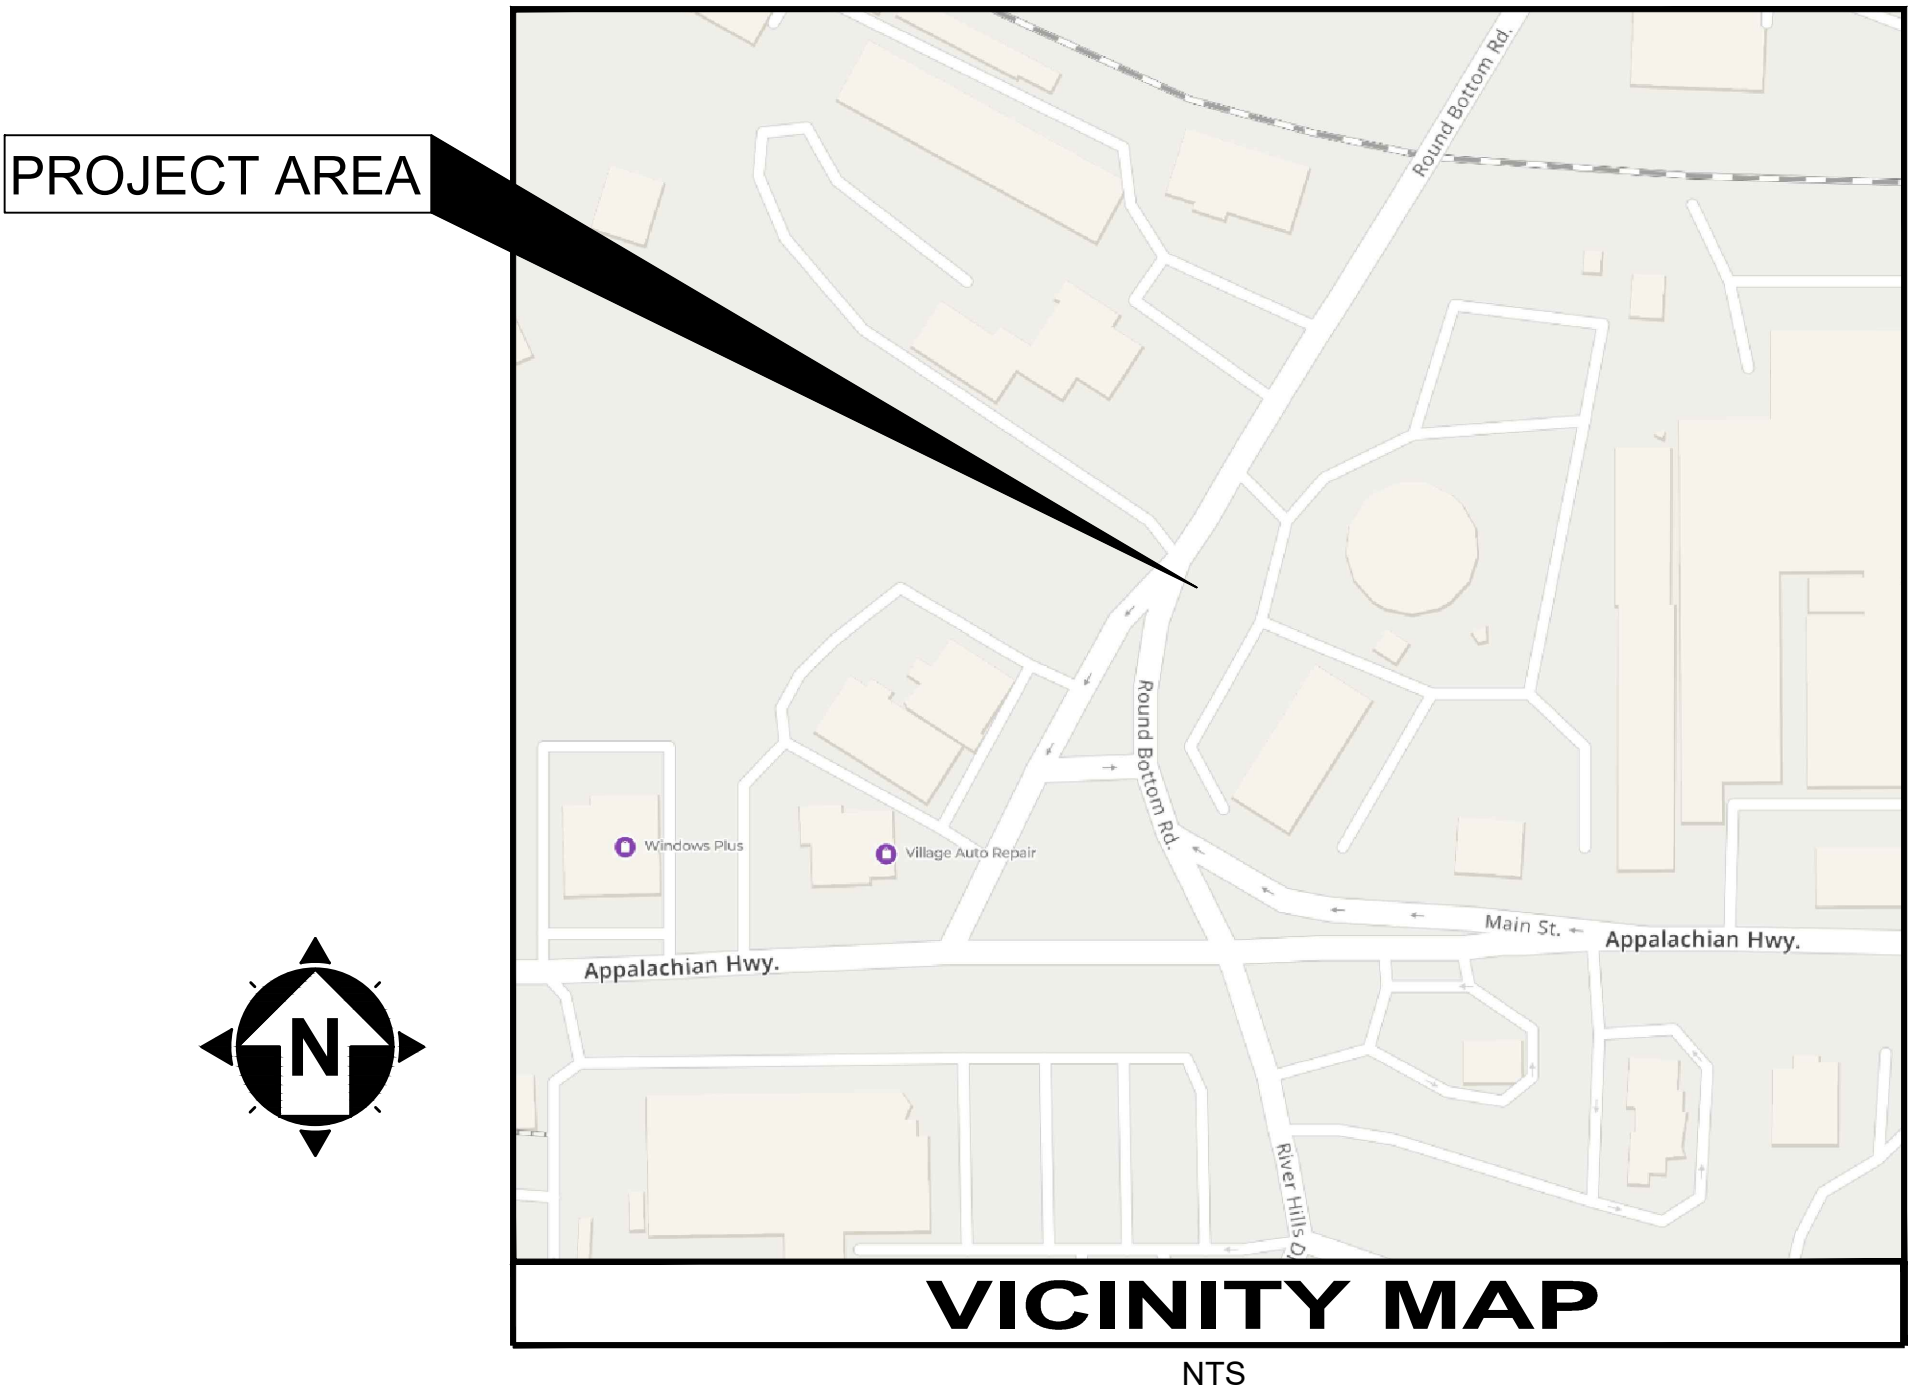 Round Bottom Rd.
PROJECT AREA
Round Bottom Rd.
Windows Plus
Village Auto Repair
Main St.
Appalachian Hwy.
Appalachian Hwy.
N
River Hills D
VICINITY MAP
NTS